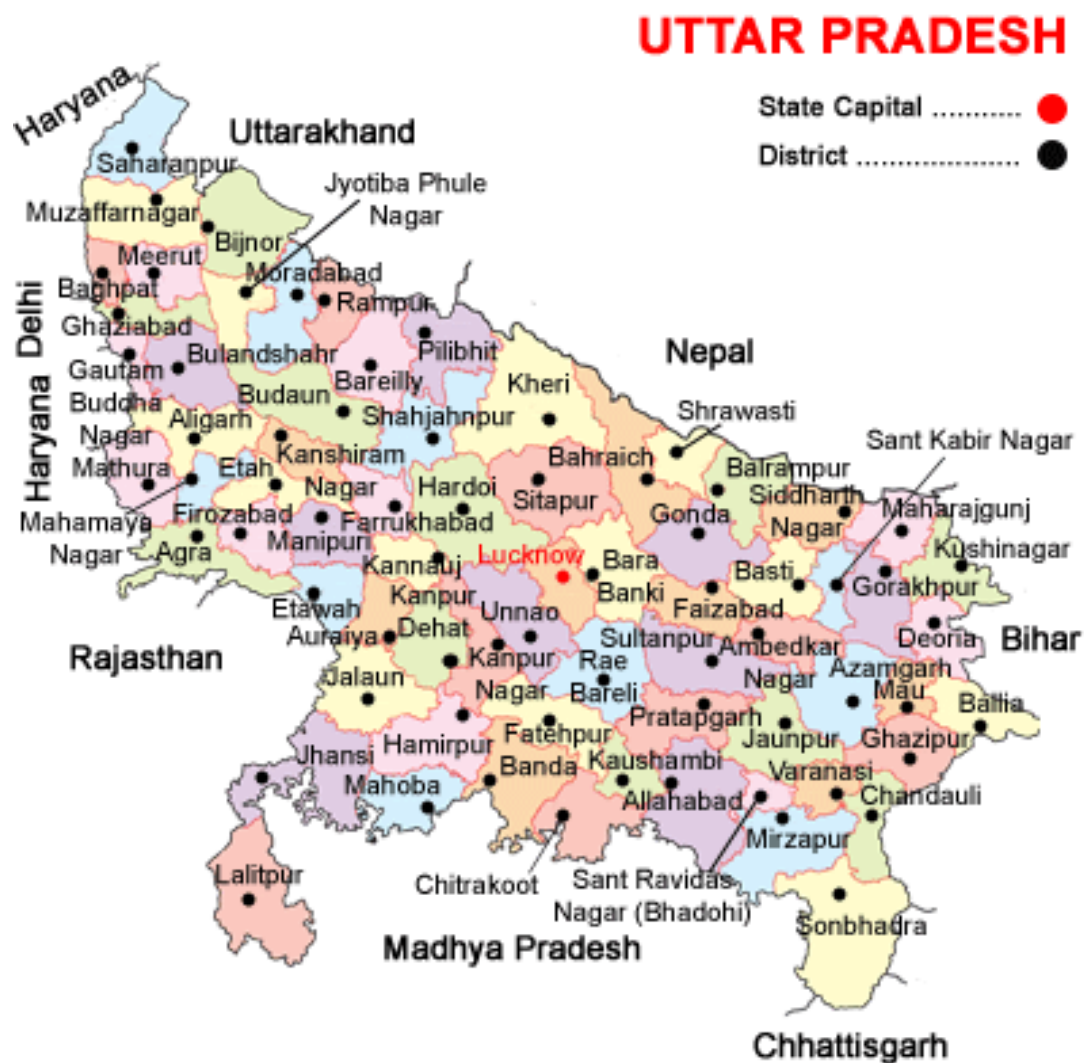 UTTAR PRADESH
State Capital ...........
District .....................
Haryana
Uttarakhand
Saharanpur
Jyotiba Phule
Nagar
Muzaffarnagar
Bijnor
Meerut
Moradabad
Baghpat
Rampur
Haryana Delhi
Ghaziabad
Nepal
Bulandshahr
Pilibhit
Gautam
Buddha
Nagar
Bareilly
Kheri
Budaun
Shrawasti
Aligarh
Shahjahnpur
Sant Kabir Nagar
Kanshiram
Nagar
Bahraich
Balrampur
Mathura
Etah
Hardoi
Sitapur
Siddharth
Nagar
Maharajgunj
Mahamaya
Nagar
Firozabad
Farrukhabad
Gonda
Manipuri
Agra
Kannauj
Lucknow
Bara
Banki
Basti
Kushinagar
Gorakhpur
Etawah
Kanpur
Dehat
Unnao
Faizabad
Auraiya
Sultanpur
Ambedkar
Nagar
Deoria
Bihar
Rajasthan
Kanpur
Nagar
Rae
Bareli
Azamgarh
Jalaun
Mau
Ballia
Pratapgarh
Fatehpur
Jaunpur
Ghazipur
Jhansi
Hamirpur
Banda
Kaushambi
Varanasi
Mahoba
Allahabad
Chandauli
Mirzapur
Lalitpur
Chitrakoot
Sant Ravidas
Nagar (Bhadohi)
Sonbhadra
Madhya Pradesh
Chhattisgarh